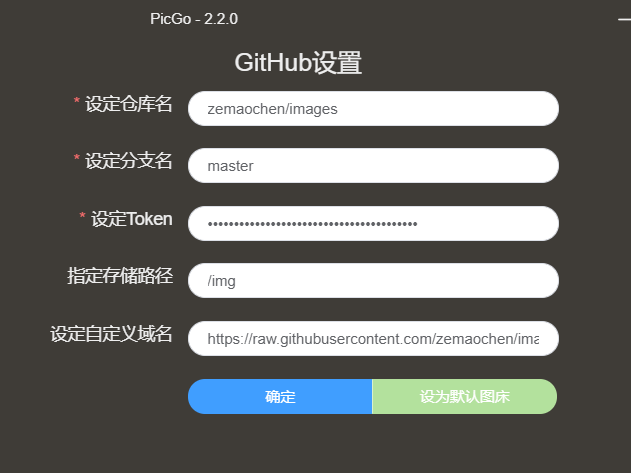 PicGo - 2.2.0
GitHub设置
* 设定仓库名 zemaochen/images
* 设定分支名 master
* 设定Token ••••••••••••••••••••••••••••••••••••••••
指定存储路径 /img
设定自定义域名 https://raw.githubusercontent.com/zemaochen/ima
确定 设为默认图床